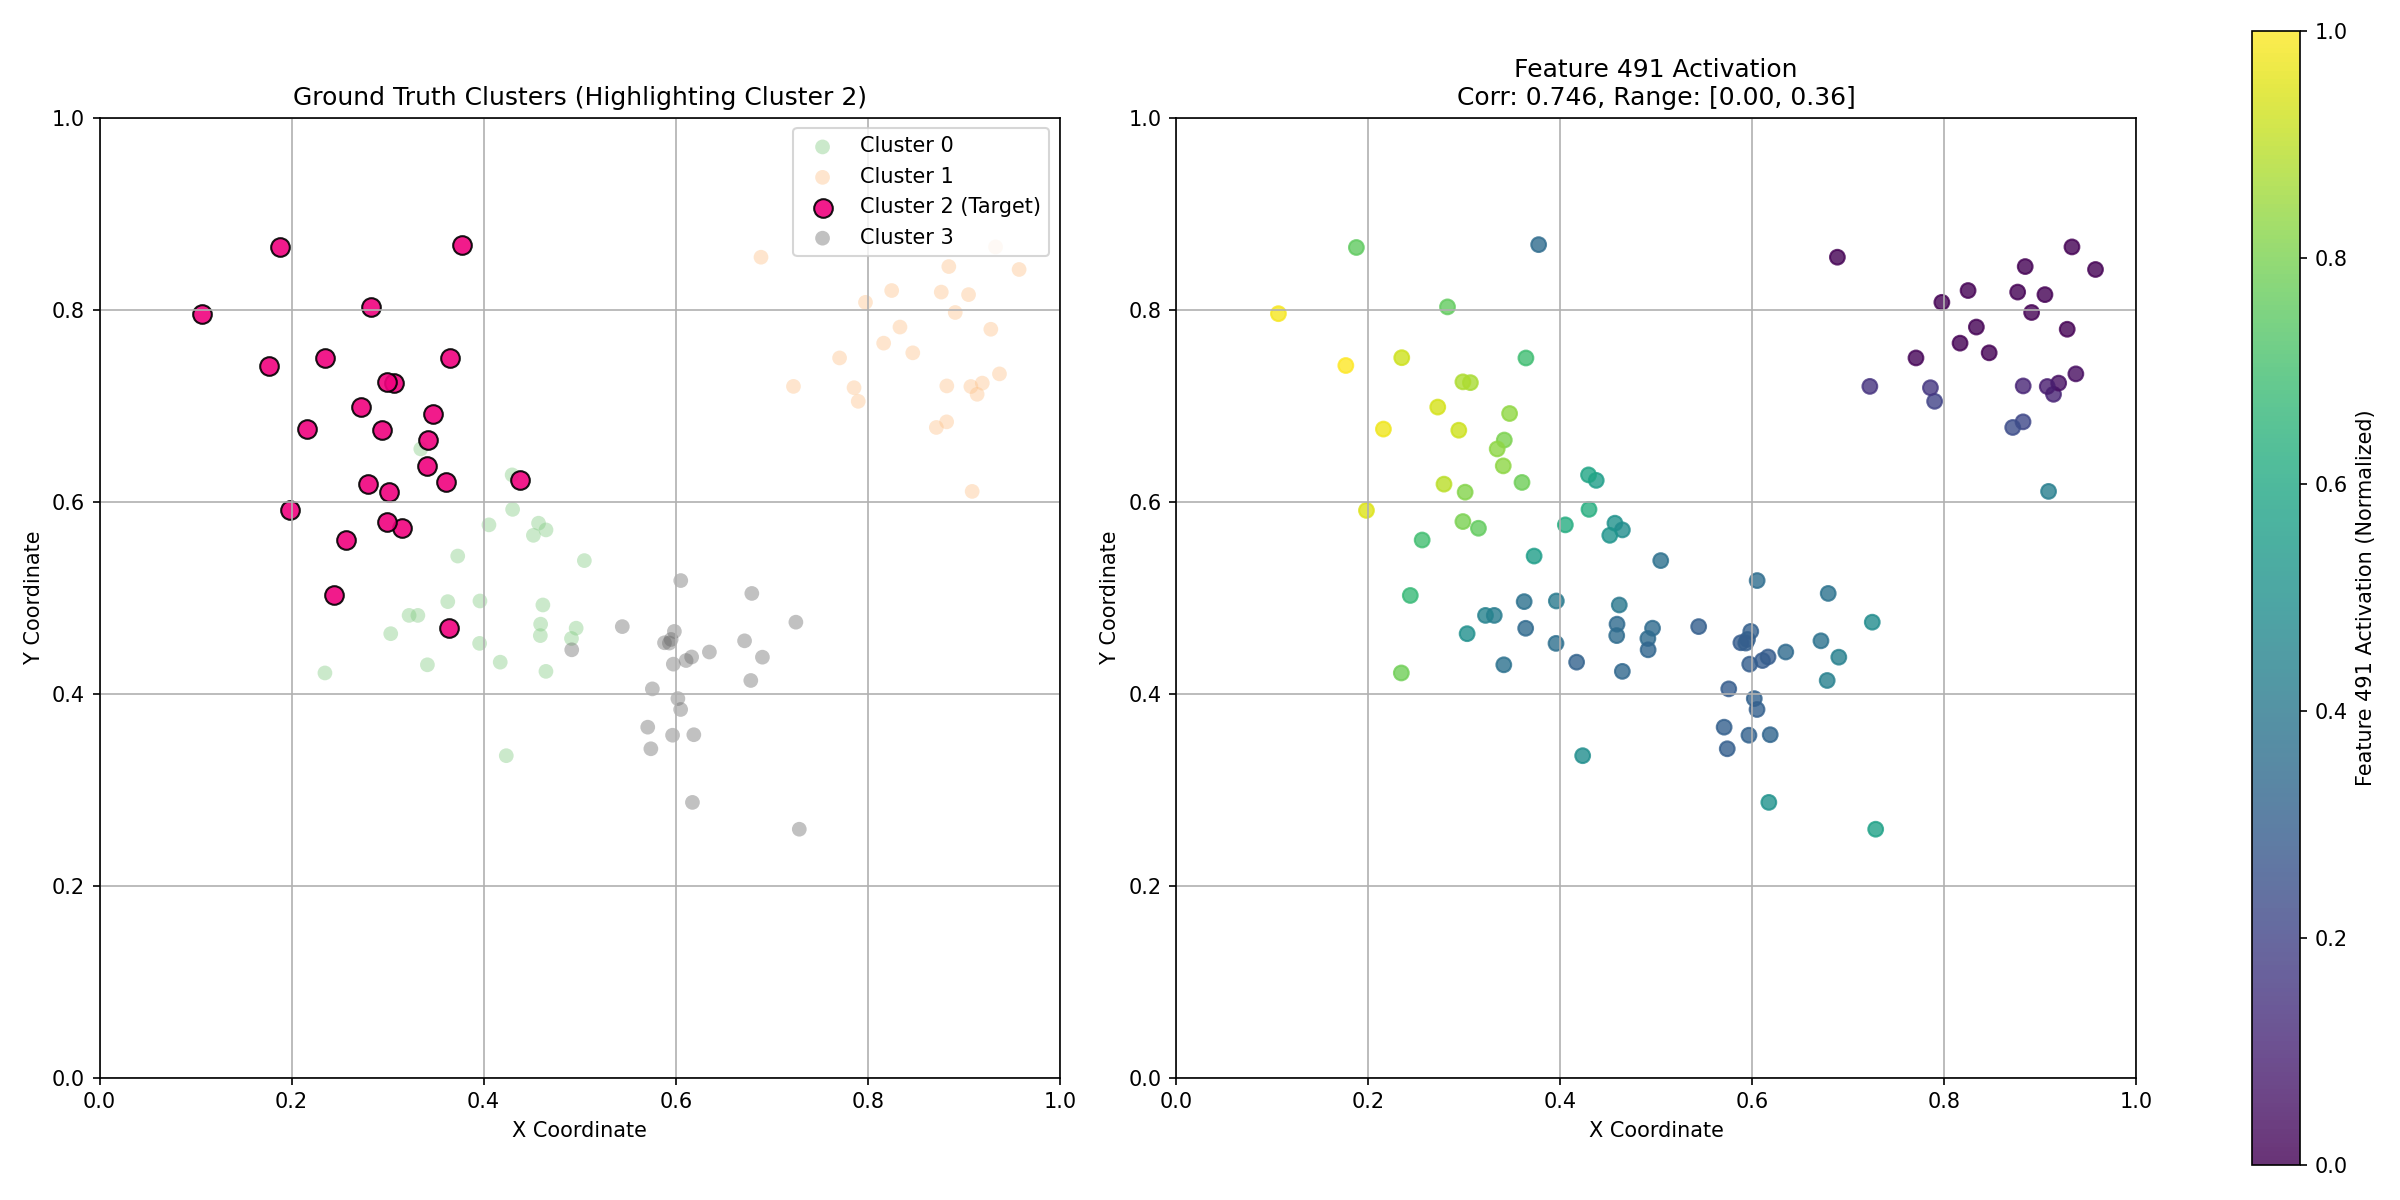 Ground Truth Clusters (Highlighting Cluster 2)
1.0
0.8
0.6
0.4
0.2
0.0
Y Coordinate
0.0 0.2 0.4 0.6 0.8 1.0
X Coordinate
Cluster 0
Cluster 1
Cluster 2 (Target)
Cluster 3
Feature 491 Activation
Corr: 0.746, Range: [0.00, 0.36]
1.0
0.8
0.6
0.4
0.2
0.0
Y Coordinate
0.0 0.2 0.4 0.6 0.8 1.0
X Coordinate
1.0
0.8
0.6
0.4
0.2
0.0
Feature 491 Activation (Normalized)